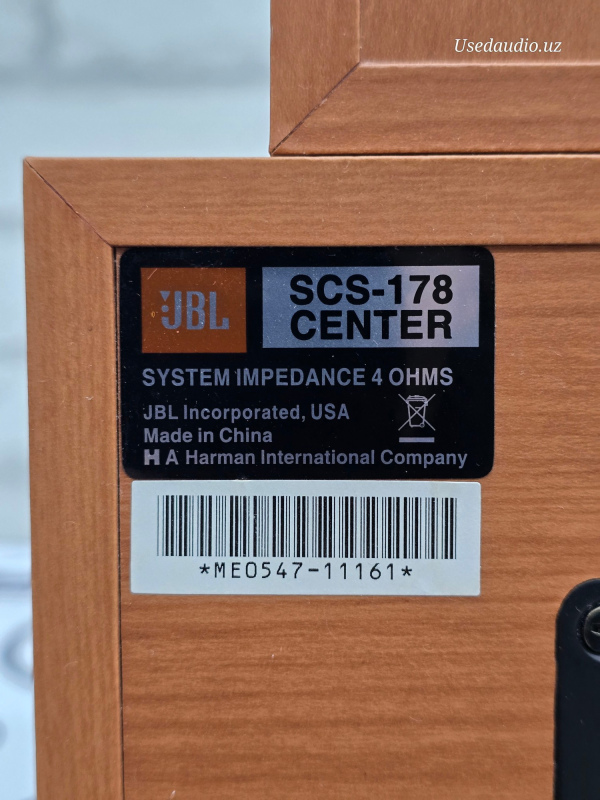 Usedaudio.uz
JBL
SCS-178
CENTER
SYSTEM IMPEDANCE 4 OHMS
JBL Incorporated, USA
Made in China
H A Harman International Company
*ME0547-11161*